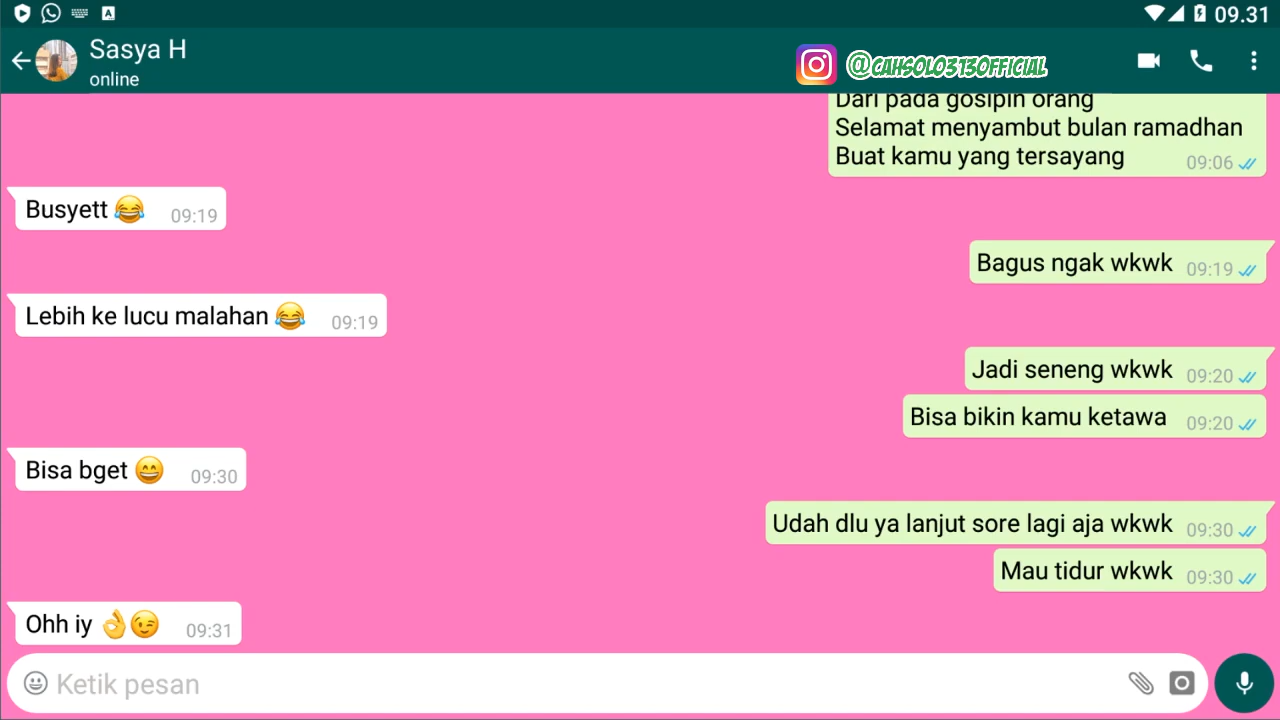 09.31
Sasya H
online
@CAHSOLO3130FFICIAL
Dari pada gosipin orang
Selamat menyambut bulan ramadhan
Buat kamu yang tersayang 09:06
Busyett 😂 09:19
Bagus ngak wkwk 09:19
Lebih ke lucu malahan 😂 09:19
Jadi seneng wkwk 09:20
Bisa bikin kamu ketawa 09:20
Bisa bget 😄 09:30
Udah dlu ya lanjut sore lagi aja wkwk 09:30
Mau tidur wkwk 09:30
Ohh iy 👌😉 09:31
Ketik pesan